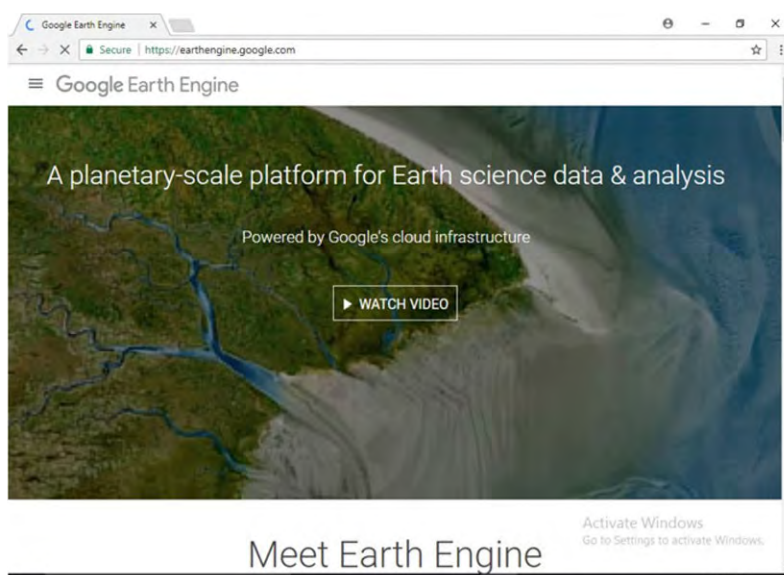 Google Earth Engine
Secure | https://earthengine.google.com
Google Earth Engine
A planetary-scale platform for Earth science data & analysis
Powered by Google's cloud infrastructure
WATCH VIDEO
Meet Earth Engine
Activate Windows
Go to Settings to activate Windows.